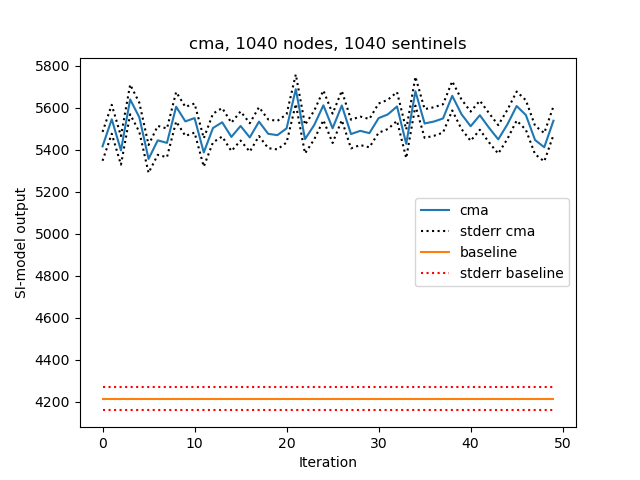 cma, 1040 nodes, 1040 sentinels
SI-model output
5800
5600
5400
5200
5000
4800
4600
4400
4200
cma
stderr cma
baseline
stderr baseline
0 10 20 30 40 50
Iteration